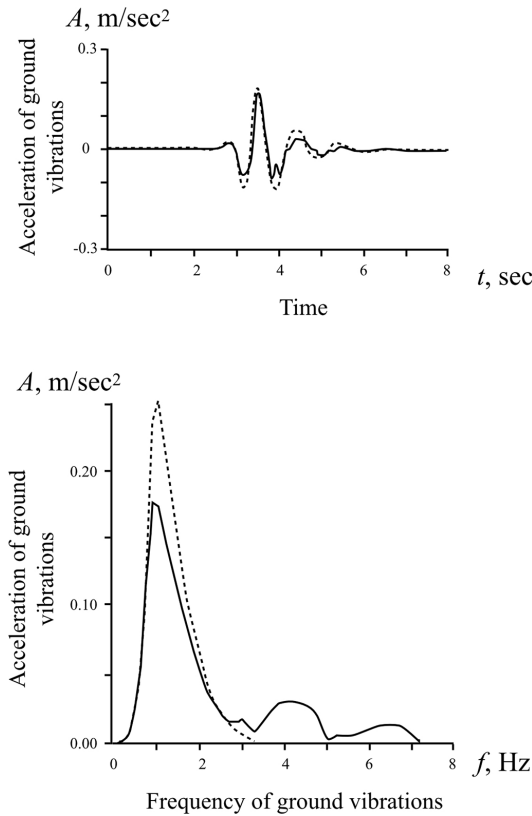 A, m/sec2
0.3
0
-0.3
Acceleration of ground
vibrations
0 2 4 6 8
t, sec
Time
A, m/sec2
0.20
0.10
0.00
Acceleration of ground
vibrations
0 2 4 6 8
f, Hz
Frequency of ground vibrations